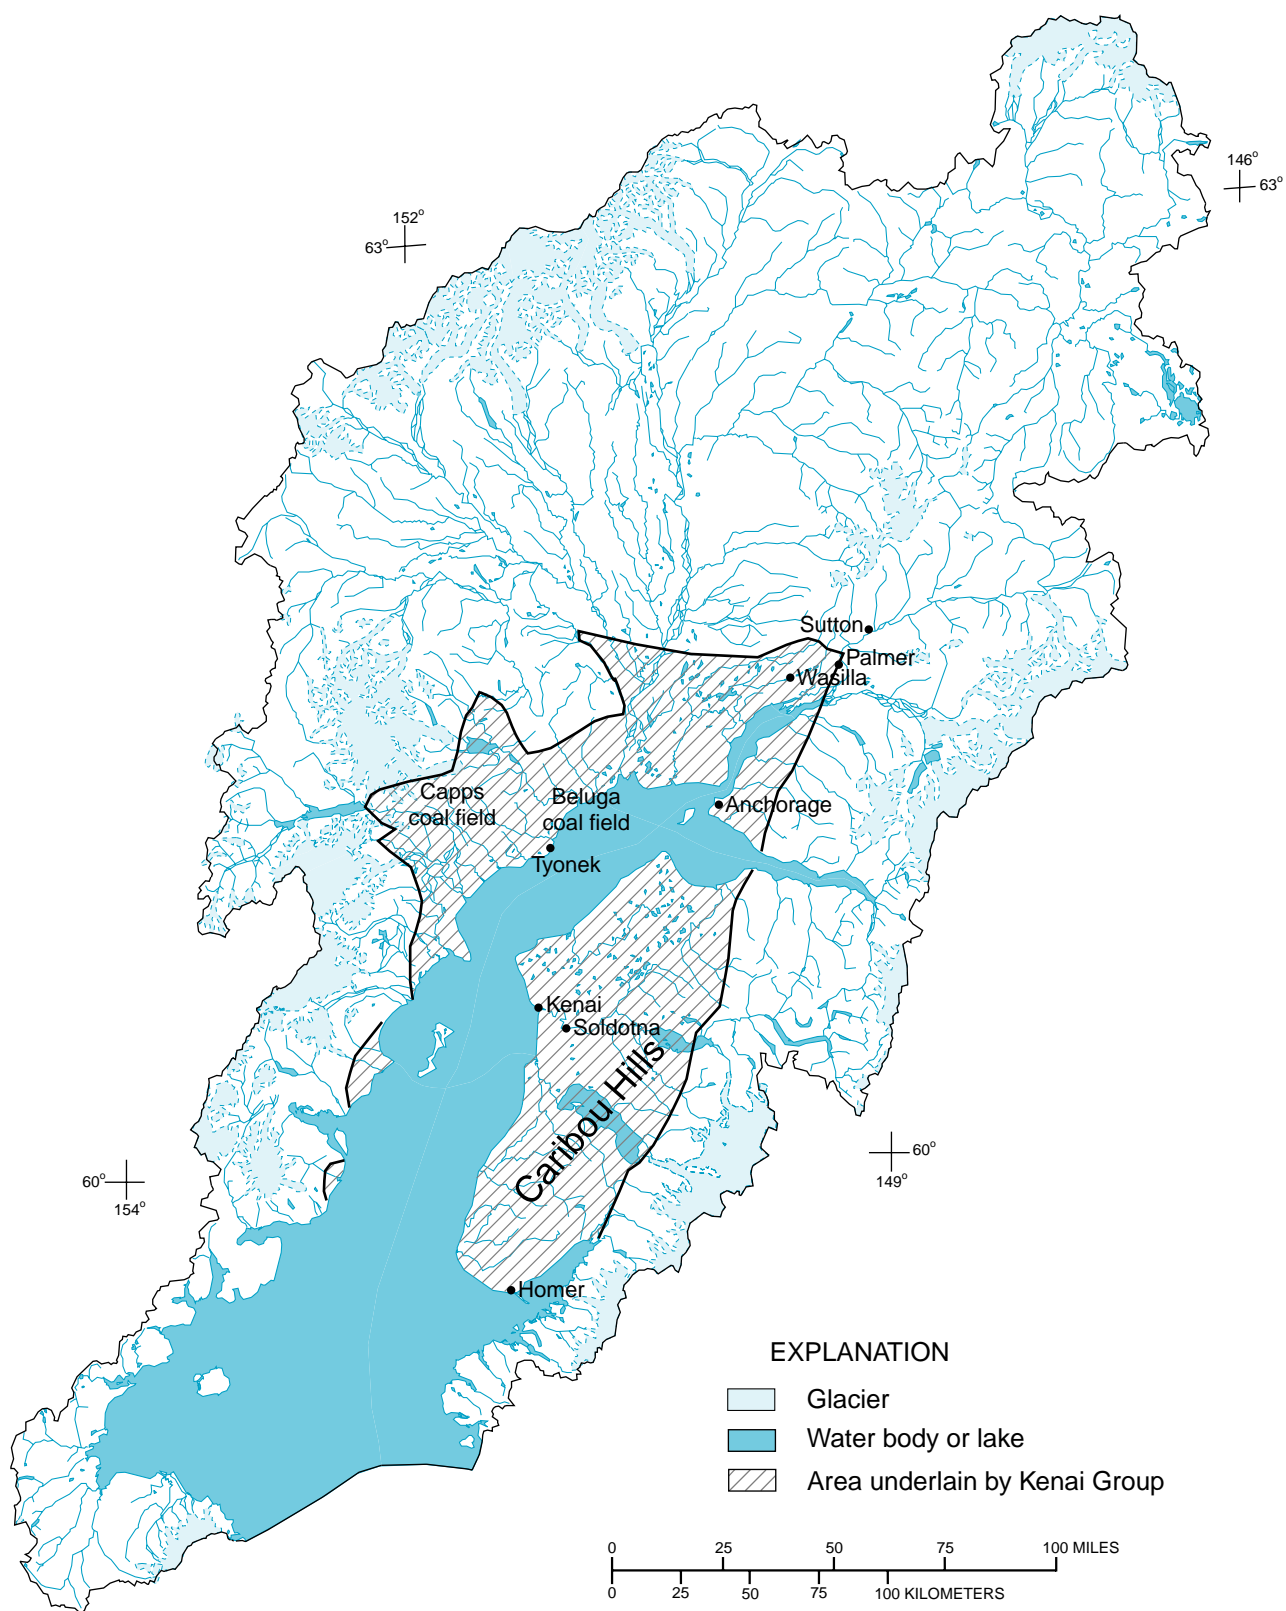 146°
63°
152°
63°
Sutton
Palmer
Wasilla
Capps
coal field
Beluga
coal field
Anchorage
Tyonek
Kenai
Soldotna
Caribou Hills
60°
149°
60°
154°
Homer
EXPLANATION
Glacier
Water body or lake
Area underlain by Kenai Group
0 25 50 75 100 MILES
0 25 50 75 100 KILOMETERS